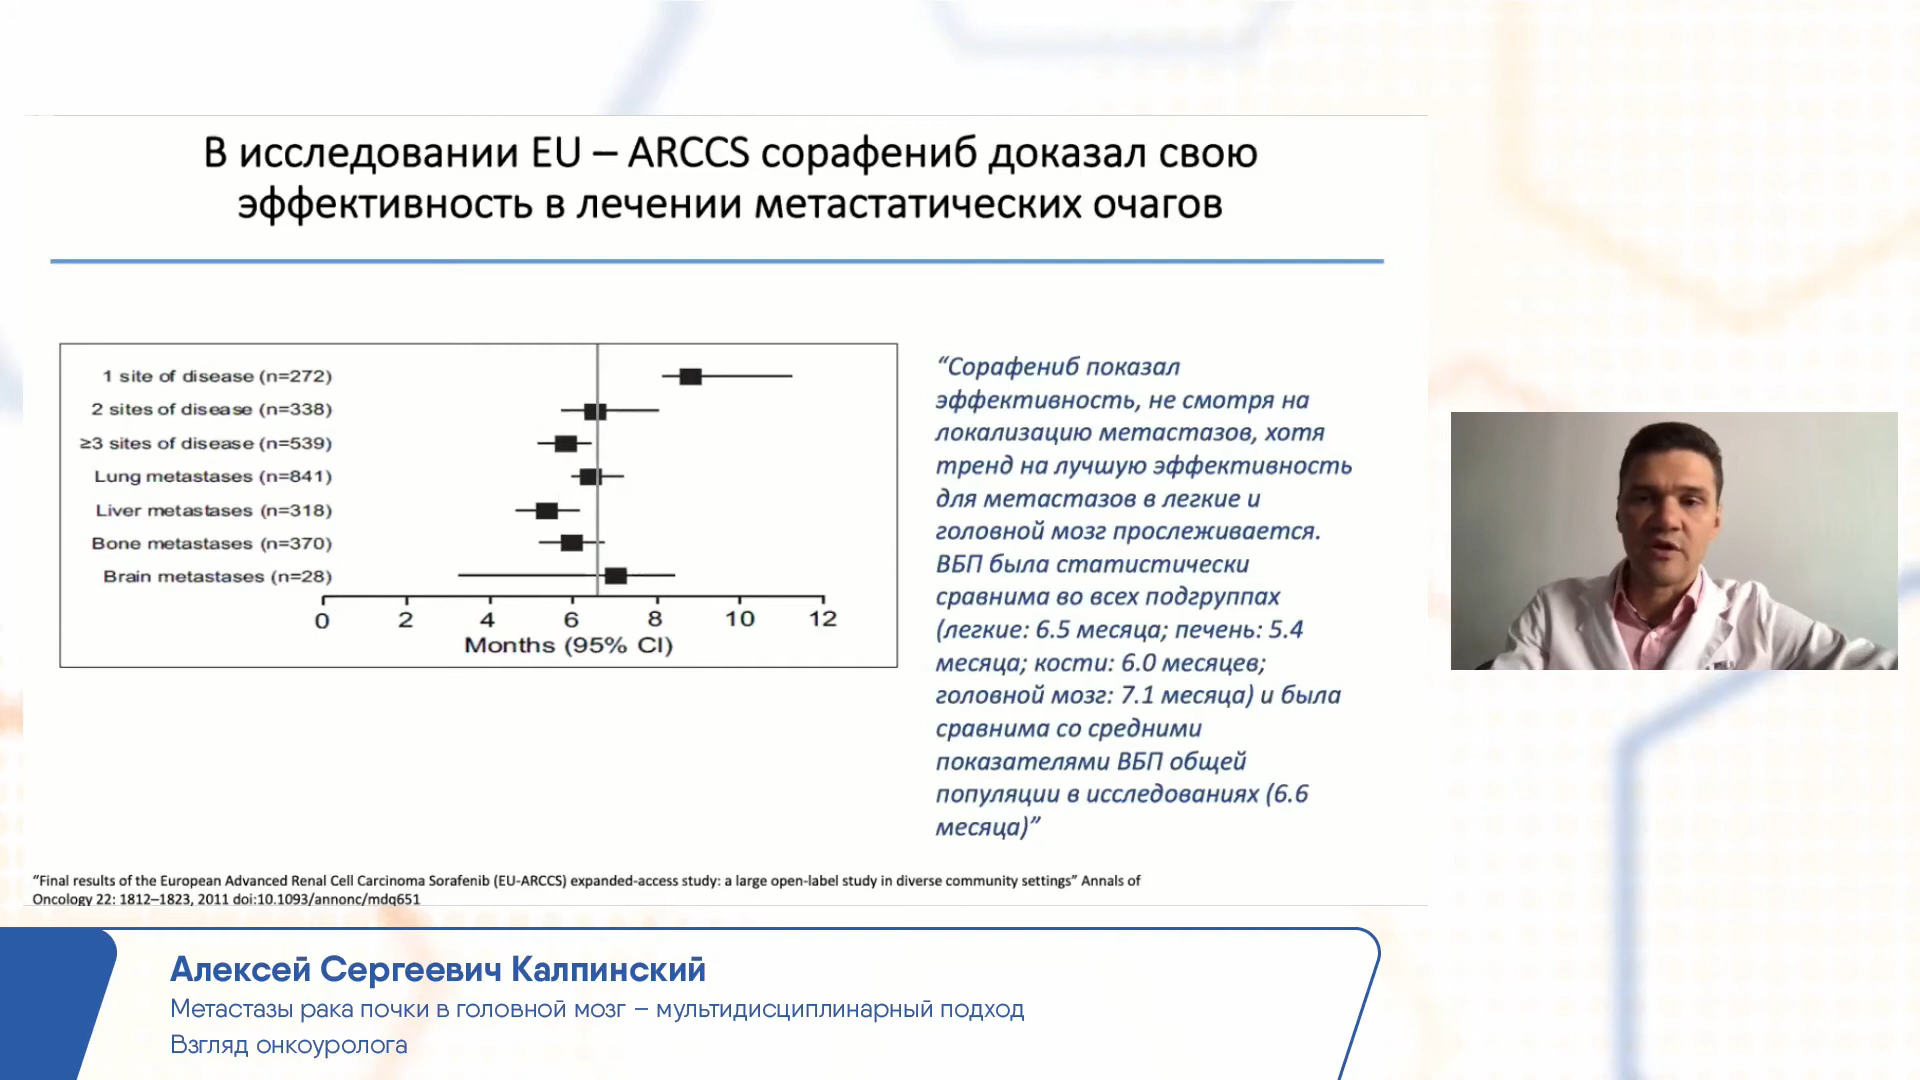 В исследовании EU – ARCCS сорафениб доказал свою
эффективность в лечении метастатических очагов
1 site of disease (n=272)
2 sites of disease (n=338)
≥3 sites of disease (n=539)
Lung metastases (n=841)
Liver metastases (n=318)
Bone metastases (n=370)
Brain metastases (n=28)
0 2 4 6 8 10 12
Months (95% CI)
“Сорафениб показал
эффективность, не смотря на
локализацию метастазов, хотя
тренд на лучшую эффективность
для метастазов в легкие и
головной мозг прослеживается.
ВБП была статистически
сравнима во всех подгруппах
(легкие: 6.5 месяца; печень: 5.4
месяца; кости: 6.0 месяцев;
головной мозг: 7.1 месяца) и была
сравнима со средними
показателями ВБП общей
популяции в исследованиях (6.6
месяца)”
“Final results of the European Advanced Renal Cell Carcinoma Sorafenib (EU-ARCCS) expanded-access study: a large open-label study in diverse community settings” Annals of
Oncology 22: 1812–1823, 2011 doi:10.1093/annonc/mdq651
Алексей Сергеевич Калпинский
Метастазы рака почки в головной мозг – мультидисциплинарный подход
Взгляд онкоуролога